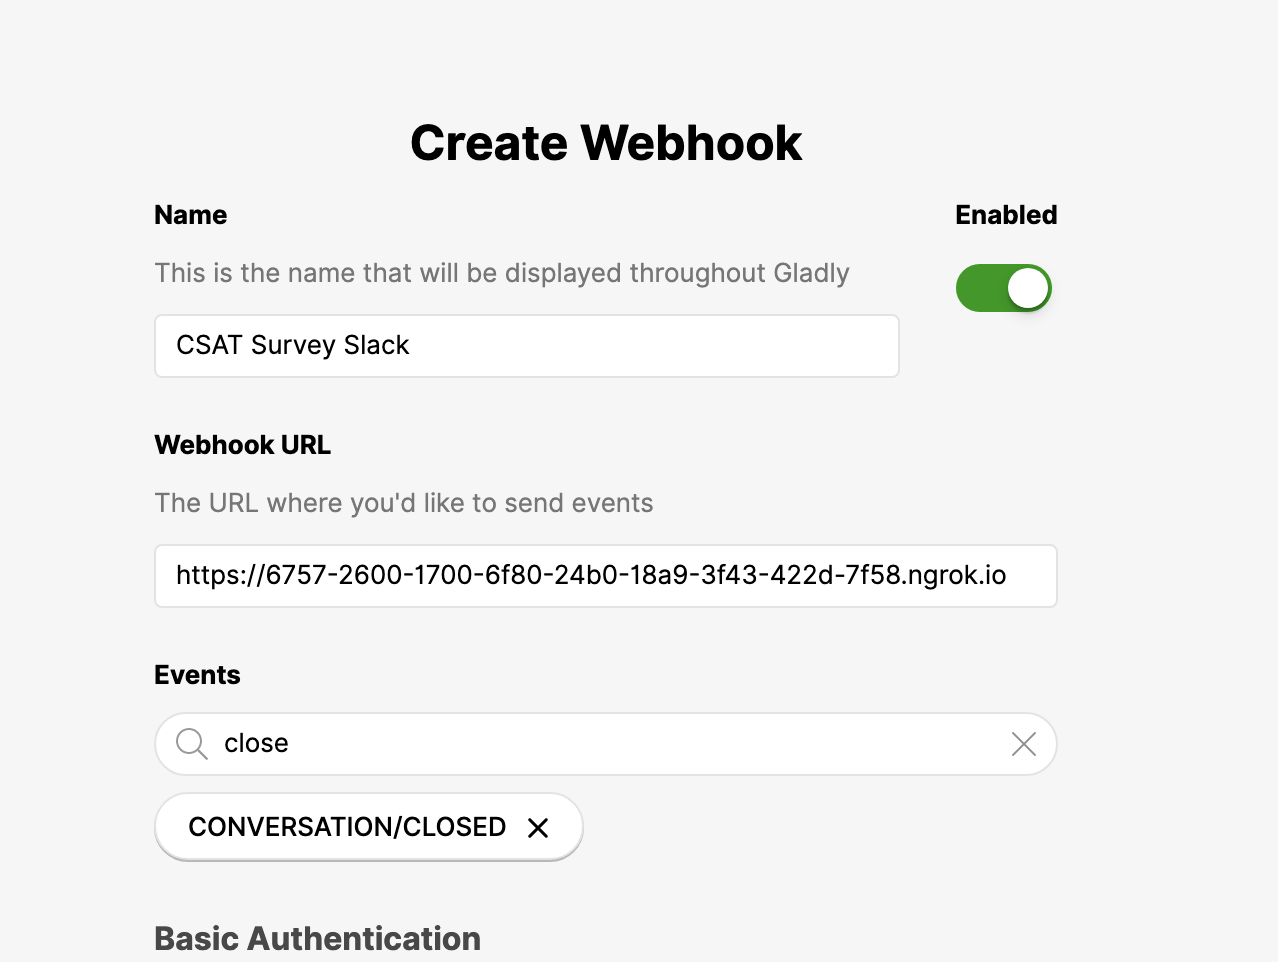 Create Webhook
Name
Enabled
This is the name that will be displayed throughout Gladly
CSAT Survey Slack
Webhook URL
The URL where you'd like to send events
https://6757-2600-1700-6f80-24b0-18a9-3f43-422d-7f58.ngrok.io
Events
close
CONVERSATION/CLOSED
Basic Authentication